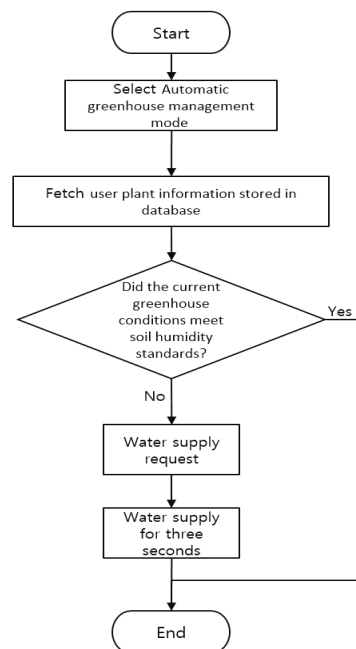 Start
Select Automatic
greenhouse management
mode
Fetch user plant information stored in
database
Did the current
greenhouse
conditions meet
soil humidity
standards?
Yes
No
Water supply
request
Water supply
for three
seconds
End